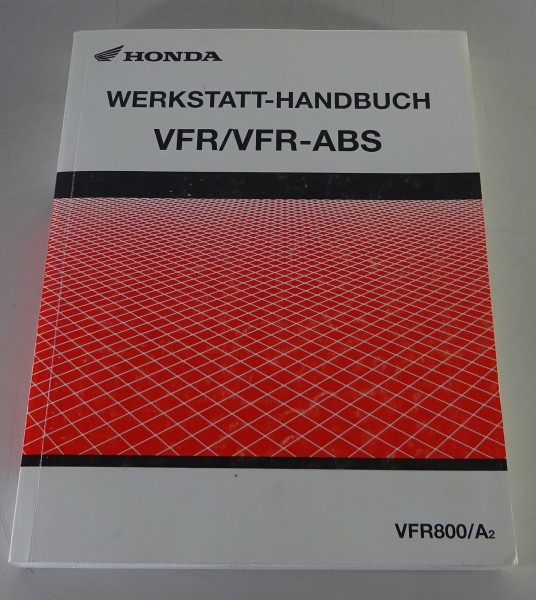 HONDA
WERKSTATT-HANDBUCH
VFR/VFR-ABS
VFR800/A2